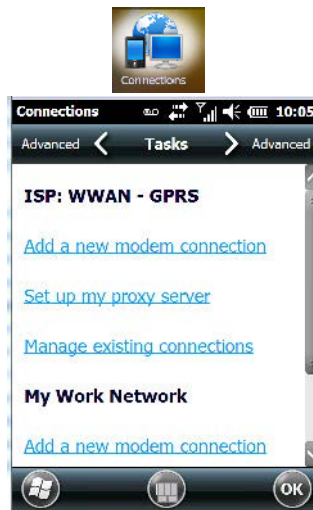 Connections
Connections 10:05
Advanced Tasks Advanced
ISP: WWAN - GPRS
Add a new modem connection
Set up my proxy server
Manage existing connections
My Work Network
Add a new modem connection
OK